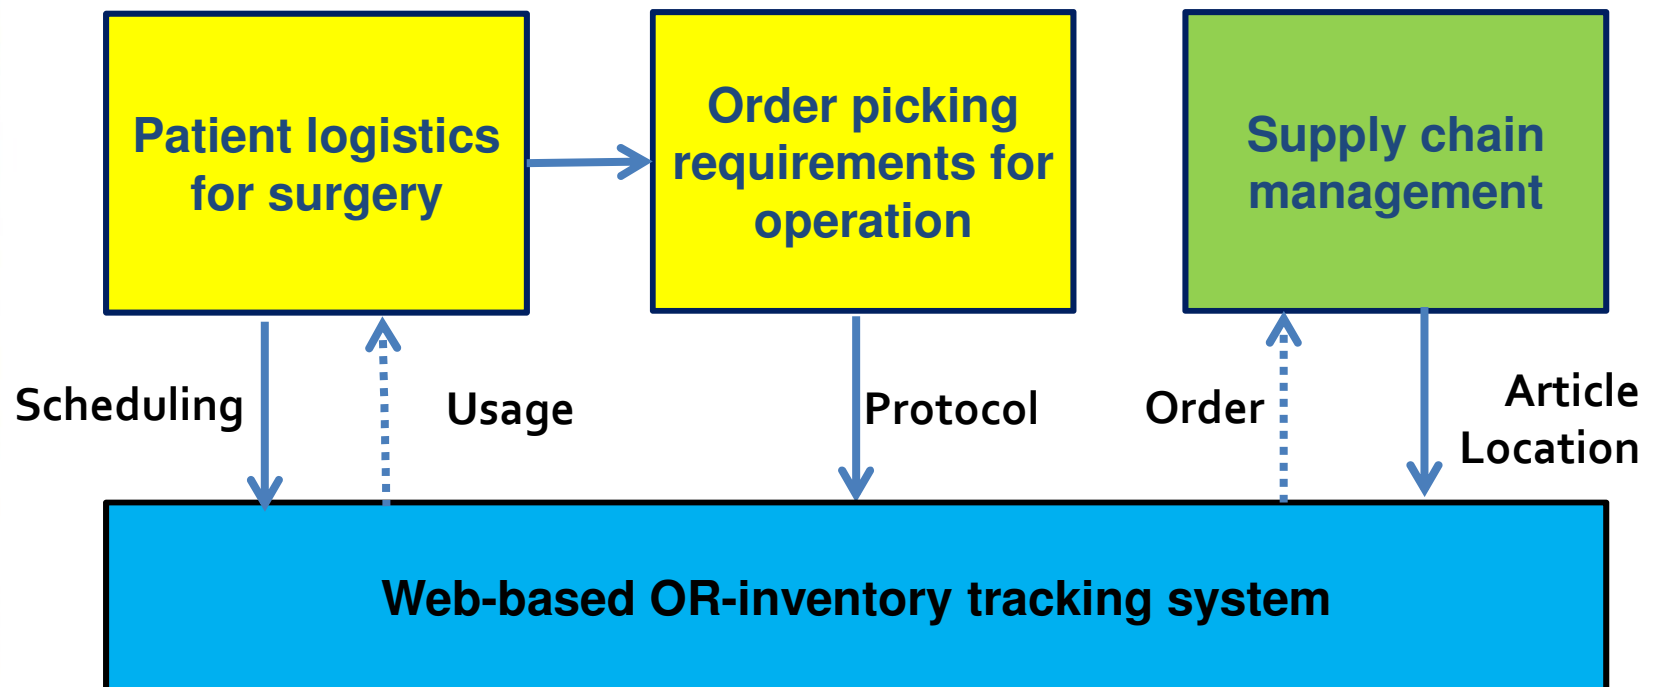 Patient logistics
for surgery
Order picking
requirements for
operation
Supply chain
management
Scheduling
Usage
Protocol
Order
Article
Location
Web-based OR-inventory tracking system